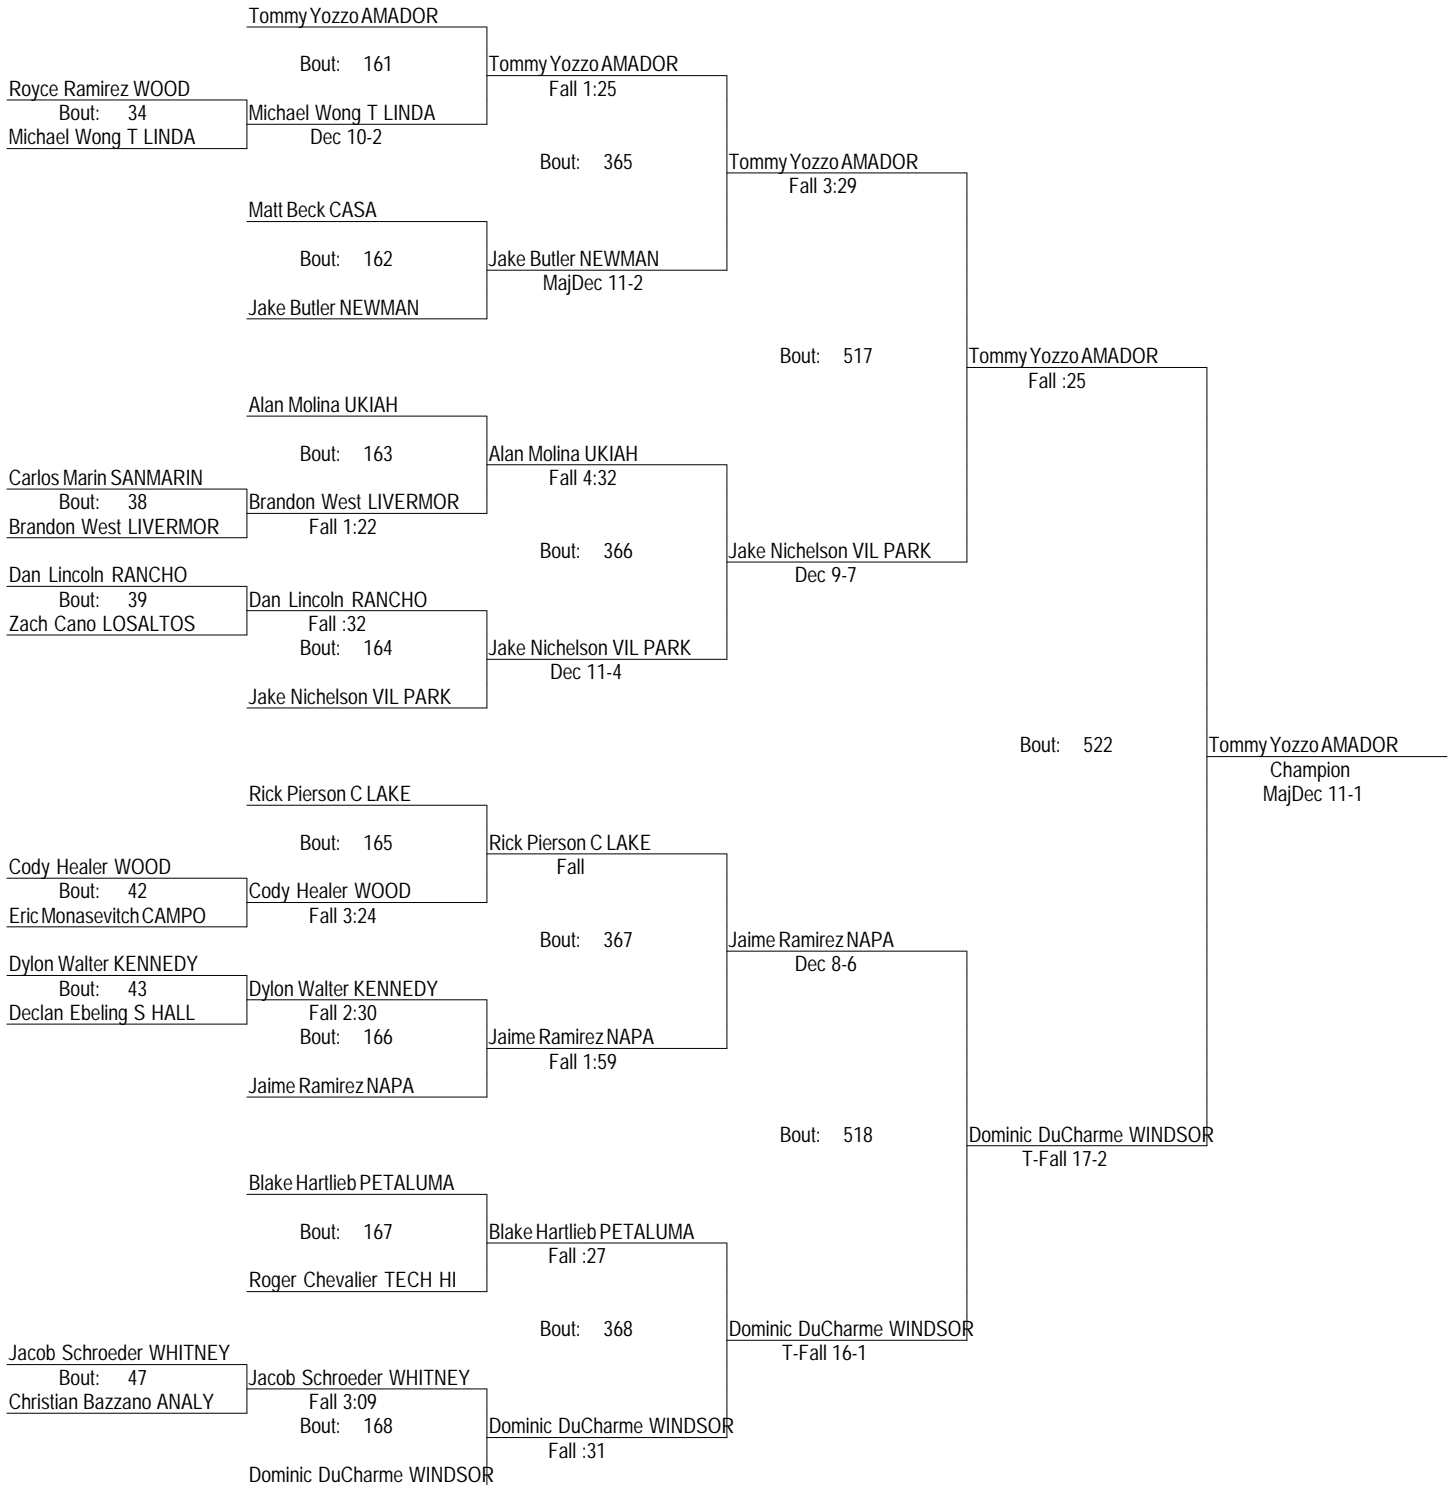 Tommy Yozzo AMADOR
Bout: 161
Tommy Yozzo AMADOR
Fall 1:25
Royce Ramirez WOOD
Bout: 34
Michael Wong T LINDA
Michael Wong T LINDA
Dec 10-2
Bout: 365
Tommy Yozzo AMADOR
Fall 3:29
Matt Beck CASA
Bout: 162
Jake Butler NEWMAN
MajDec 11-2
Jake Butler NEWMAN
Bout: 517
Tommy Yozzo AMADOR
Fall :25
Alan Molina UKIAH
Bout: 163
Alan Molina UKIAH
Fall 4:32
Carlos Marin SANMARIN
Bout: 38
Brandon West LIVERMOR
Brandon West LIVERMOR
Fall 1:22
Bout: 366
Jake Nichelson VIL PARK
Dec 9-7
Dan Lincoln RANCHO
Bout: 39
Zach Cano LOSALTOS
Dan Lincoln RANCHO
Fall :32
Bout: 164
Jake Nichelson VIL PARK
Dec 11-4
Jake Nichelson VIL PARK
Bout: 522
Tommy Yozzo AMADOR
Champion
MajDec 11-1
Rick Pierson C LAKE
Bout: 165
Rick Pierson C LAKE
Fall
Cody Healer WOOD
Bout: 42
Eric Monasevitch CAMPO
Cody Healer WOOD
Fall 3:24
Bout: 367
Jaime Ramirez NAPA
Dec 8-6
Dylon Walter KENNEDY
Bout: 43
Declan Ebeling S HALL
Dylon Walter KENNEDY
Fall 2:30
Bout: 166
Jaime Ramirez NAPA
Fall 1:59
Jaime Ramirez NAPA
Bout: 518
Dominic DuCharme WINDSOR
T-Fall 17-2
Blake Hartlieb PETALUMA
Bout: 167
Blake Hartlieb PETALUMA
Fall :27
Roger Chevalier TECH HI
Bout: 368
Dominic DuCharme WINDSOR
T-Fall 16-1
Jacob Schroeder WHITNEY
Bout: 47
Christian Bazzano ANALY
Jacob Schroeder WHITNEY
Fall 3:09
Bout: 168
Dominic DuCharme WINDSOR
Fall :31
Dominic DuCharme WINDSOR